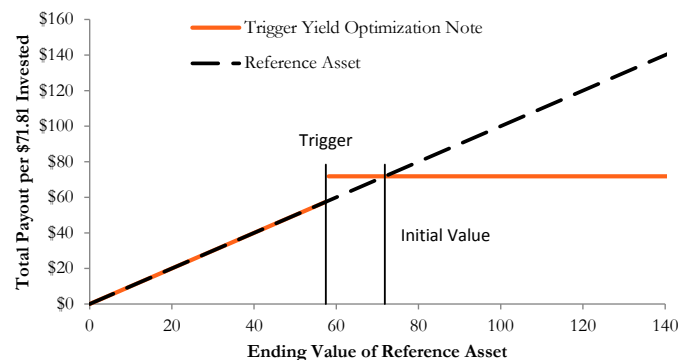 Total Payout per $71.81 Invested
$160
$140
$120
$100
$80
$60
$40
$20
$0
Trigger Yield Optimization Note
Reference Asset
Trigger
Initial Value
0
20
40
60
80
100
120
140
Ending Value of Reference Asset